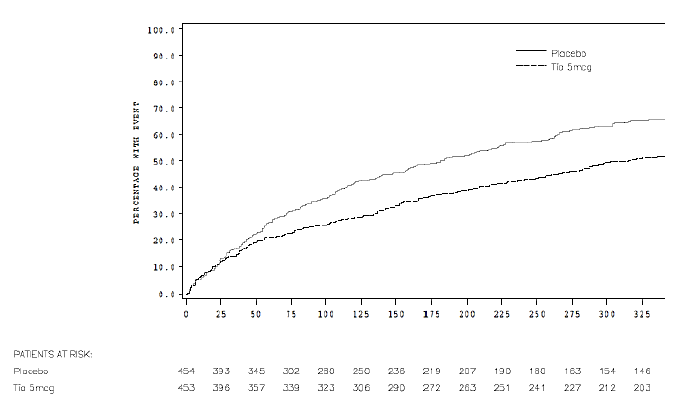 100.0
90.0
80.0
70.0
60.0
50.0
40.0
30.0
20.0
10.0
0.0
PERCENTAGE WITH EVENT
Placebo
Tio 5mcg
0 25 50 75 100 125 150 175 200 225 250 275 300 325
PATIENTS AT RISK:
Placebo 454 393 345 302 280 250 236 219 207 190 180 163 154 146
Tio 5mcg 453 396 357 339 323 306 290 272 263 251 241 227 212 203